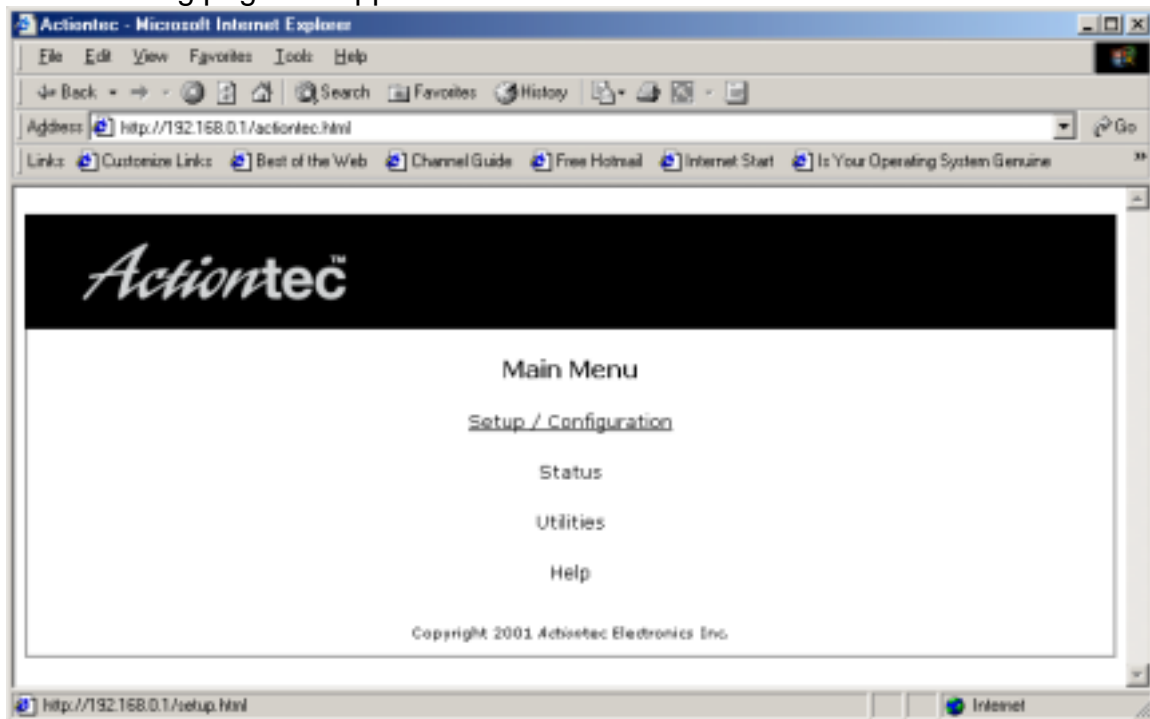 Actiontec - Microsoft Internet Explorer
File Edit View Favorites Tools Help
Back Search Favorites History
Address http://192.168.0.1/actiontec.html Go
Links Customize Links Best of the Web Channel Guide Free Hotmail Internet Start Is Your Operating System Genuine »
Actiontec™
Main Menu
Setup / Configuration
Status
Utilities
Help
Copyright 2001 Actiontec Electronics Inc.
http://192.168.0.1/setup.html Internet